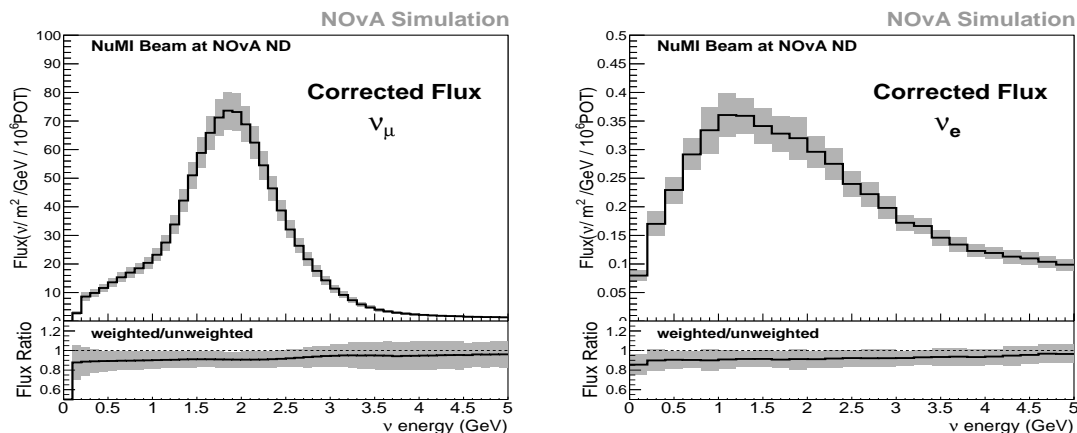 NOvA Simulation
NuMI Beam at NOvA ND
Corrected Flux
νμ
Flux(ν/ m² /GeV / 10⁶POT)
100
90
80
70
60
50
40
30
20
10
0
weighted/unweighted
Flux Ratio
1.2
1
0.8
0.6
0 0.5 1 1.5 2 2.5 3 3.5 4 4.5 5
ν energy (GeV)
NOvA Simulation
NuMI Beam at NOvA ND
Corrected Flux
νe
Flux(ν/ m² /GeV / 10⁶POT)
0.5
0.45
0.4
0.35
0.3
0.25
0.2
0.15
0.1
0.05
0
weighted/unweighted
Flux Ratio
1.2
1
0.8
0.6
0 0.5 1 1.5 2 2.5 3 3.5 4 4.5 5
ν energy (GeV)